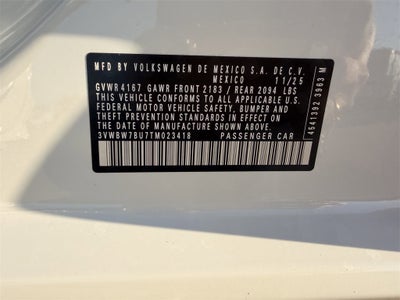 MFD BY VOLKSWAGEN DE MEXICO S.A. DE C.V.
MEXICO 11/25
GVWR 4167 GAWR FRONT 2183 / REAR 2094 LBS
THIS VEHICLE CONFORMS TO ALL APPLICABLE U.S.
FEDERAL MOTOR VEHICLE SAFETY, BUMPER AND
THEFT PREVENTION STANDARDS IN EFFECT ON
THE DATE OF MANUFACTURE SHOWN ABOVE.
3VWBW7BU7TM023418 PASSENGER CAR
4541392 3963 M